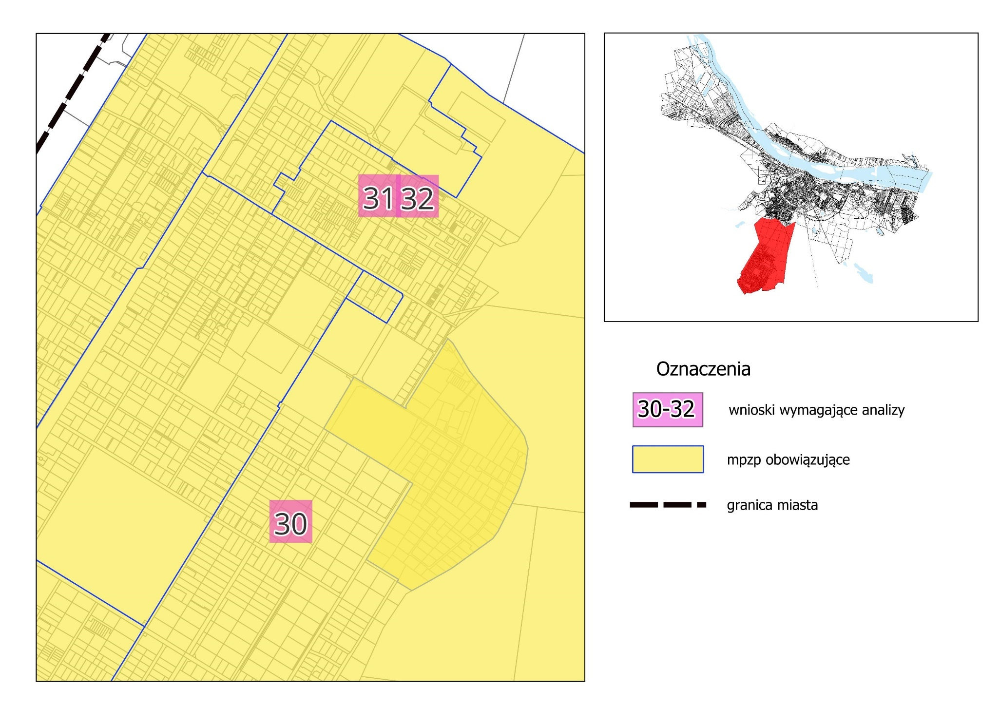 31 32
30
Oznaczenia
30-32 wnioski wymagające analizy
mpzp obowiązujące
granica miasta